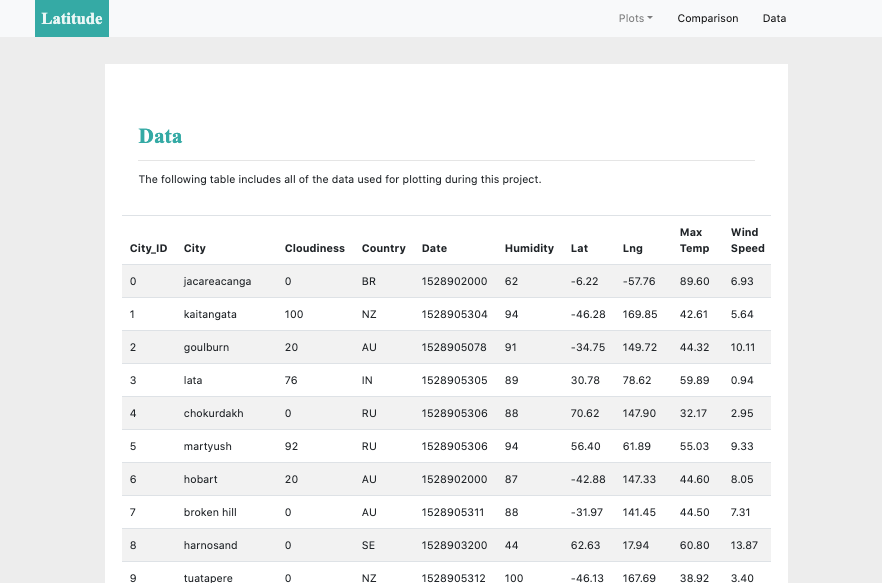 Latitude Plots Comparison Data
Data
The following table includes all of the data used for plotting during this project.
City_ID City Cloudiness Country Date Humidity Lat Lng Max Temp Wind Speed
0 jacareacanga 0 BR 1528902000 62 -6.22 -57.76 89.60 6.93
1 kaitangata 100 NZ 1528905304 94 -46.28 169.85 42.61 5.64
2 goulburn 20 AU 1528905078 91 -34.75 149.72 44.32 10.11
3 lata 76 IN 1528905305 89 30.78 78.62 59.89 0.94
4 chokurdakh 0 RU 1528905306 88 70.62 147.90 32.17 2.95
5 martyush 92 RU 1528905306 94 56.40 61.89 55.03 9.33
6 hobart 20 AU 1528902000 87 -42.88 147.33 44.60 8.05
7 broken hill 0 AU 1528905311 88 -31.97 141.45 44.50 7.31
8 harnosand 0 SE 1528903200 44 62.63 17.94 60.80 13.87
9 tuatapere 0 NZ 1528905312 100 -46.13 167.69 38.92 3.40